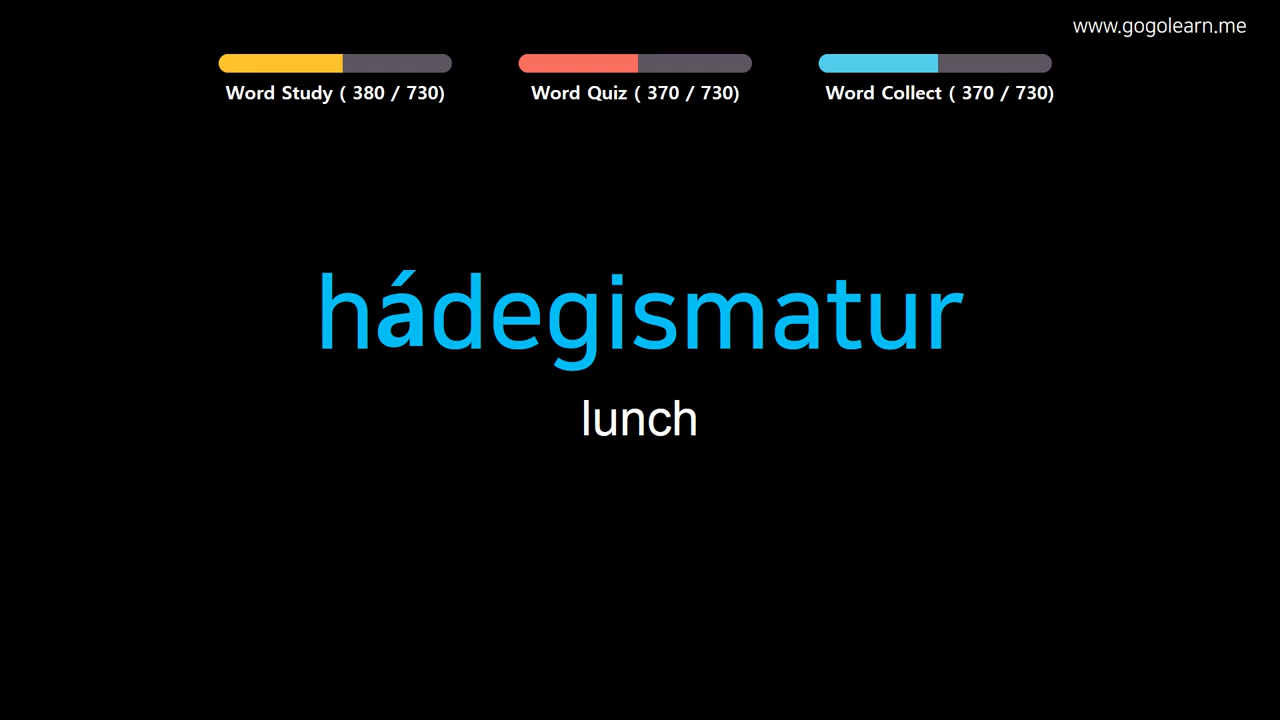 www.gogolearn.me
Word Study ( 380 / 730)
Word Quiz ( 370 / 730)
Word Collect ( 370 / 730)
hádegismatur
lunch